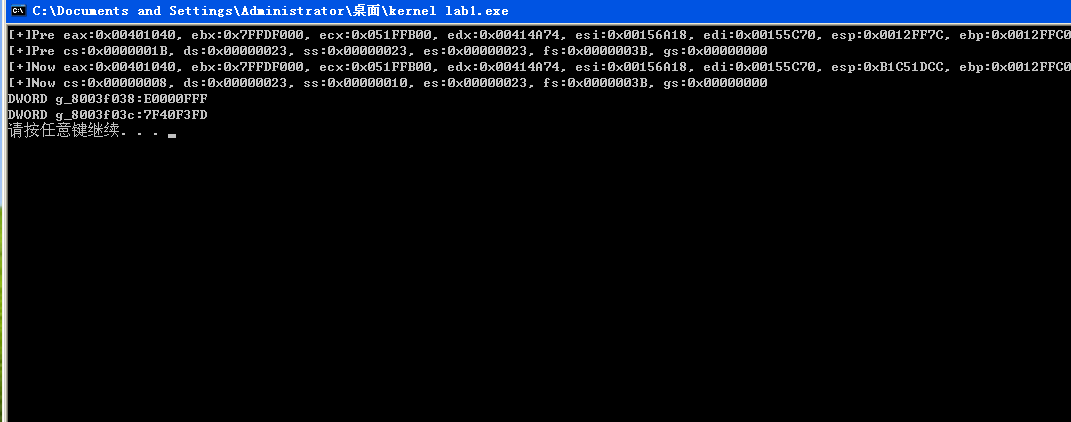 C:\Documents and Settings\Administrator\桌面\kernel lab1.exe
[+]Pre eax:0x00401040, ebx:0x7FFDF000, ecx:0x051FFB00, edx:0x00414A74, esi:0x00156A18, edi:0x00155C70, esp:0x0012FF7C, ebp:0x0012FFC0
[+]Pre cs:0x0000001B, ds:0x00000023, ss:0x00000023, es:0x00000023, fs:0x0000003B, gs:0x00000000
[+]Now eax:0x00401040, ebx:0x7FFDF000, ecx:0x051FFB00, edx:0x00414A74, esi:0x00156A18, edi:0x00155C70, esp:0xB1C51DCC, ebp:0x0012FFC0
[+]Now cs:0x00000008, ds:0x00000023, ss:0x00000010, es:0x00000023, fs:0x0000003B, gs:0x00000000
DWORD g_8003f038:E0000FFF
DWORD g_8003f03c:7F40F3FD
请按任意键继续. . .